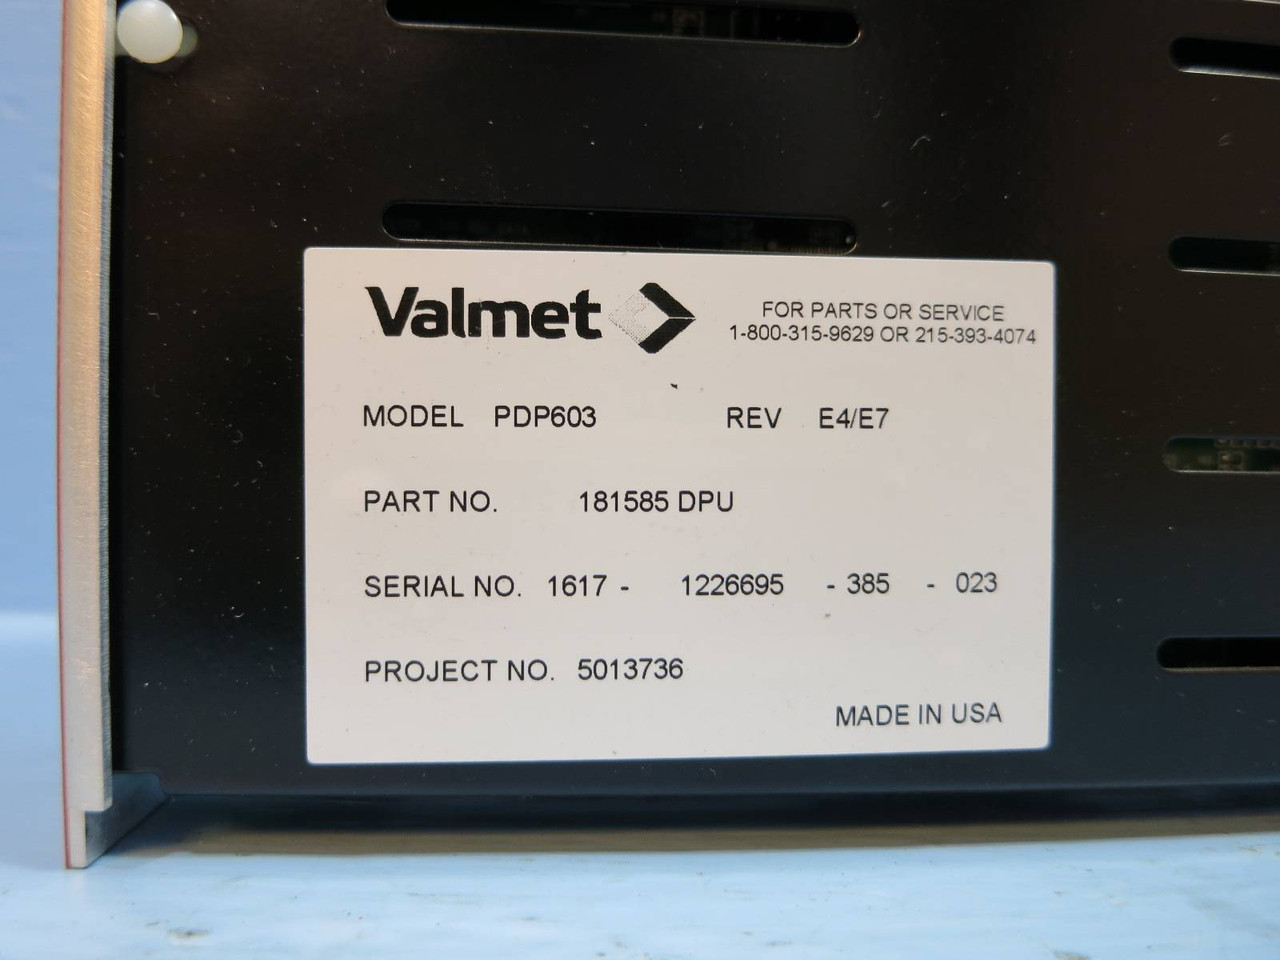 Valmet
FOR PARTS OR SERVICE
1-800-315-9629 OR 215-393-4074
MODEL PDP603 REV E4/E7
PART NO. 181585 DPU
SERIAL NO. 1617 - 1226695 - 385 - 023
PROJECT NO. 5013736
MADE IN USA